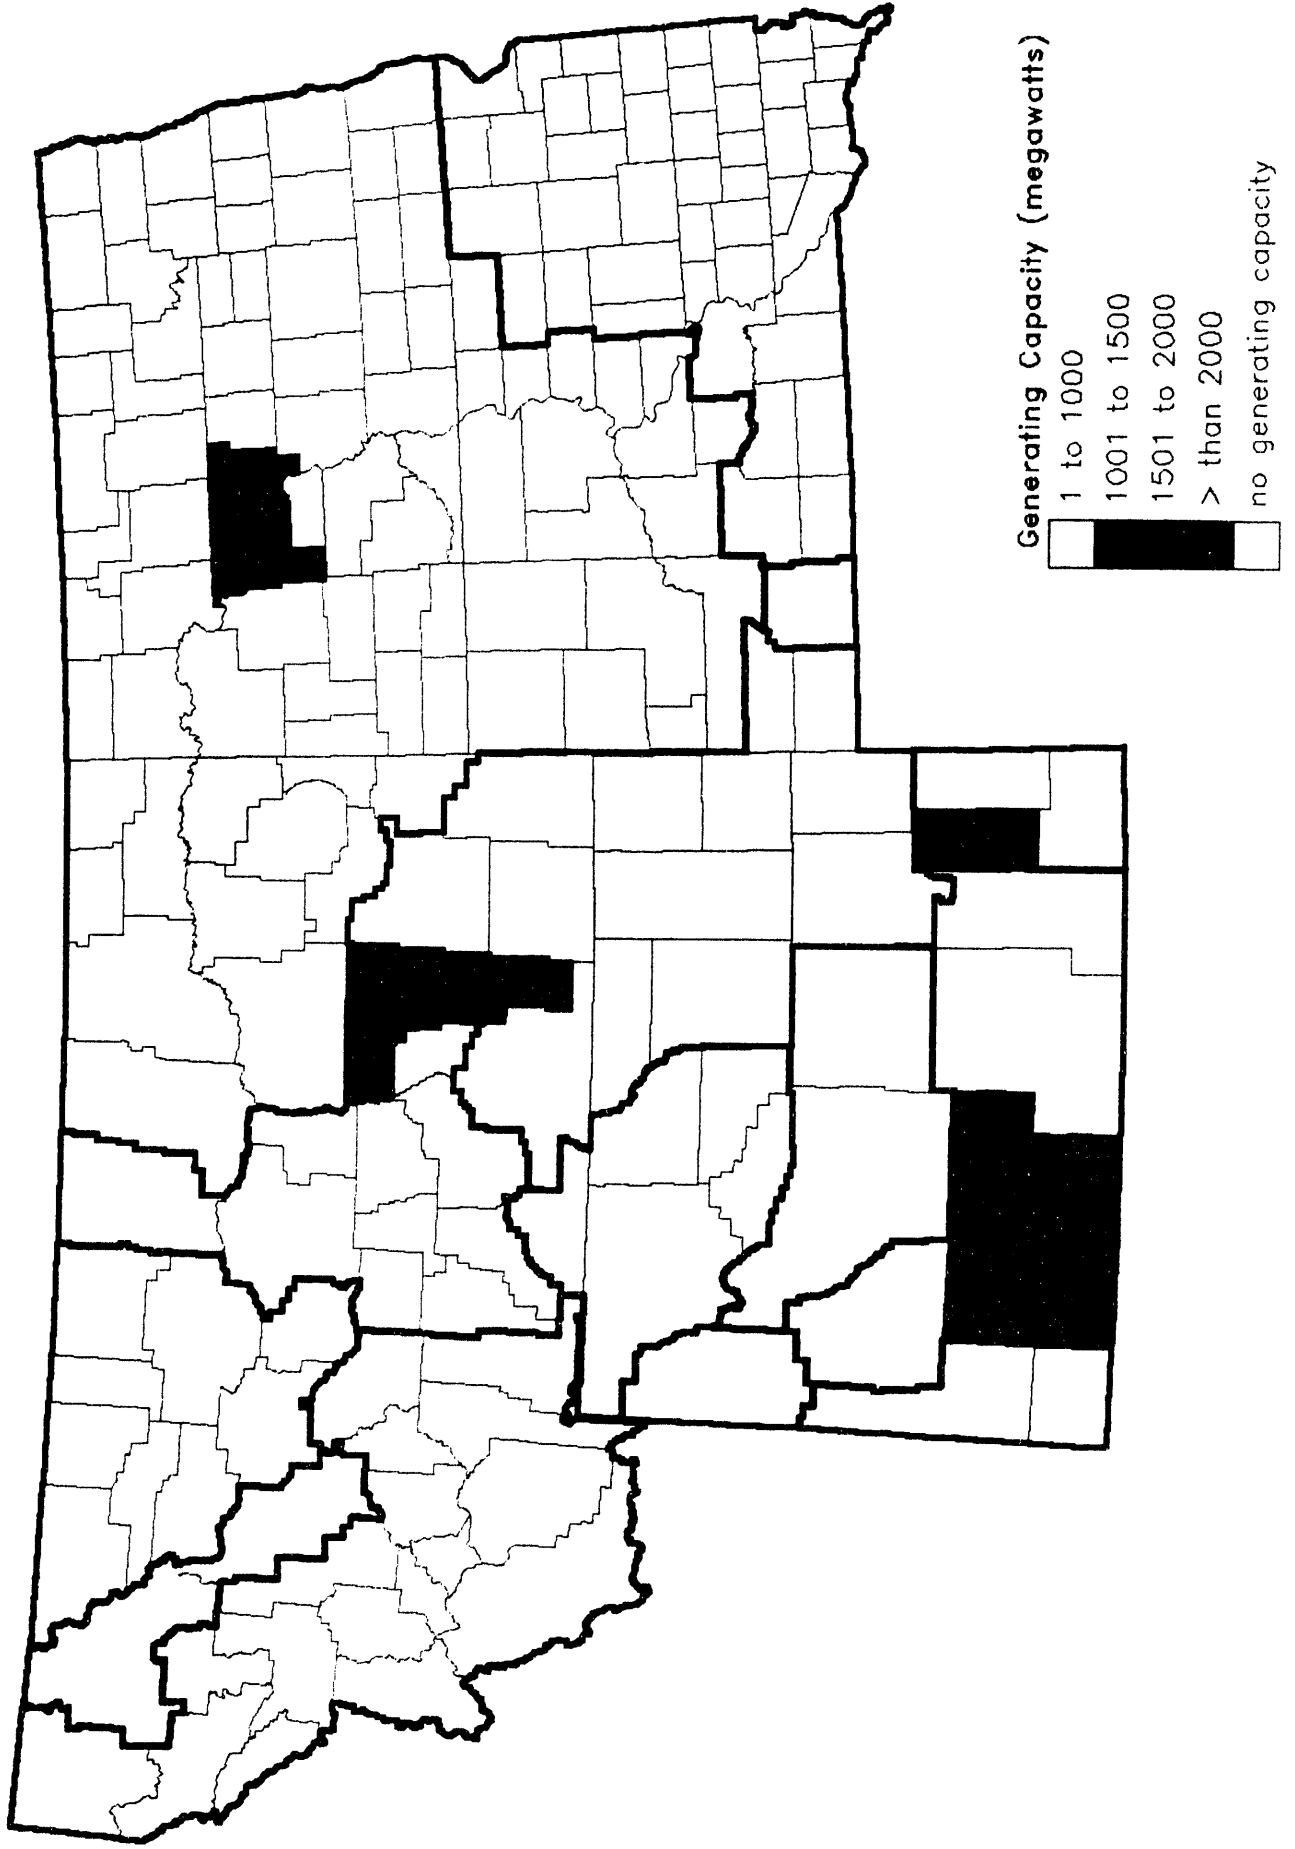 Generating Capacity (megawatts)
1 to 1000
1001 to 1500
1501 to 2000
> than 2000
no generating capacity